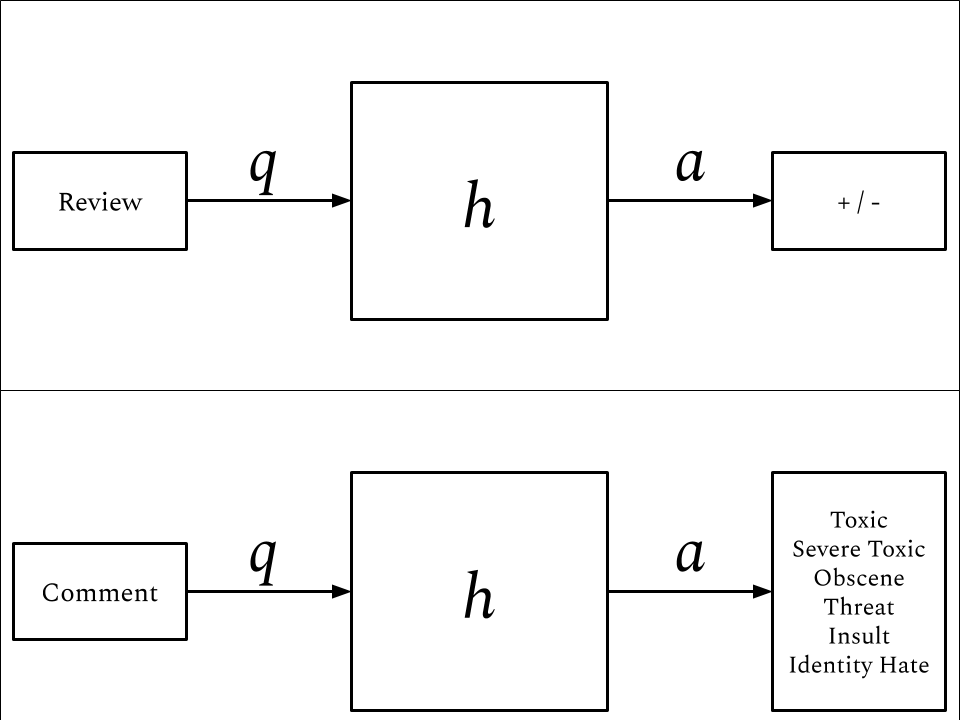 q
a
Review
h
+ / -
q
a
Comment
h
Toxic
Severe Toxic
Obscene
Threat
Insult
Identity Hate